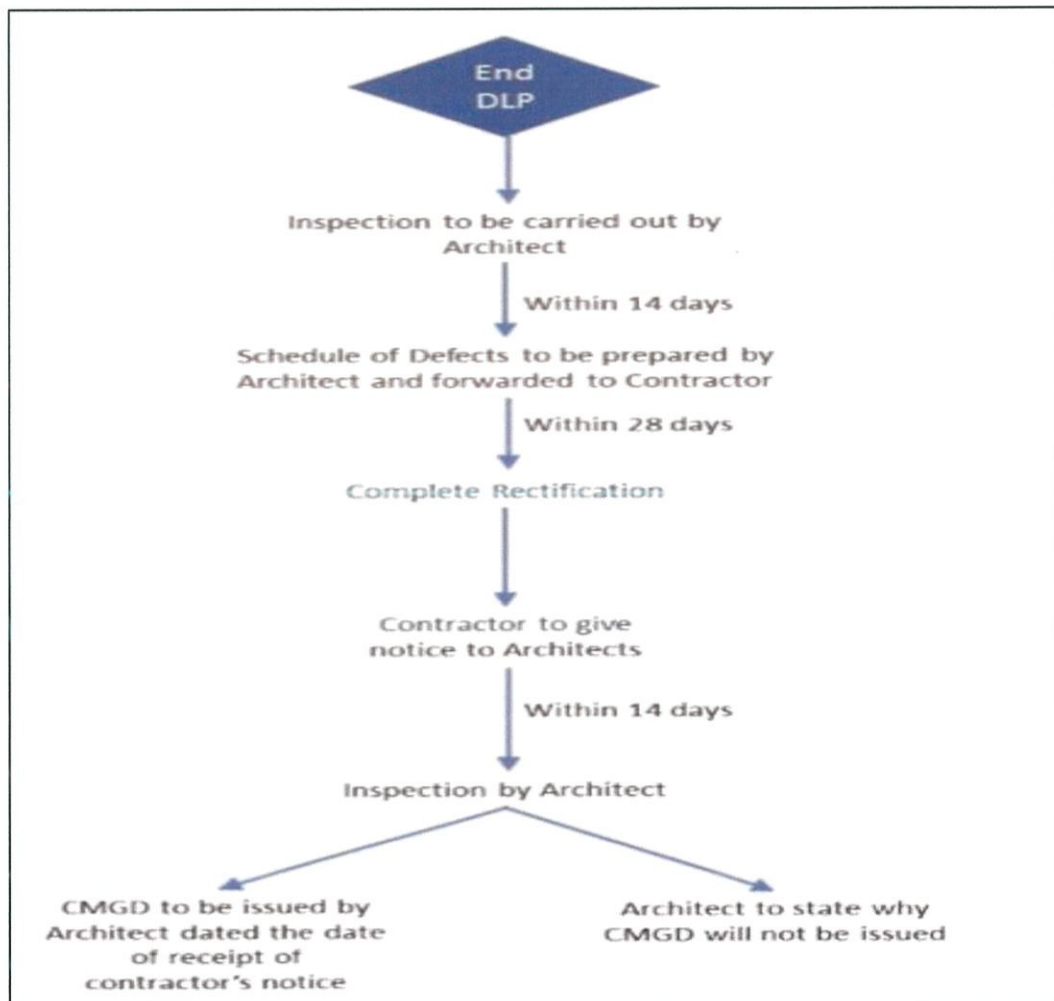 End
DLP
Inspection to be carried out by
Architect
Within 14 days
Schedule of Defects to be prepared by
Architect and forwarded to Contractor
Within 28 days
Complete Rectification
Contractor to give
notice to Architects
Within 14 days
Inspection by Architect
CMGD to be issued by
Architect dated the date
of receipt of
contractor's notice
Architect to state why
CMGD will not be issued